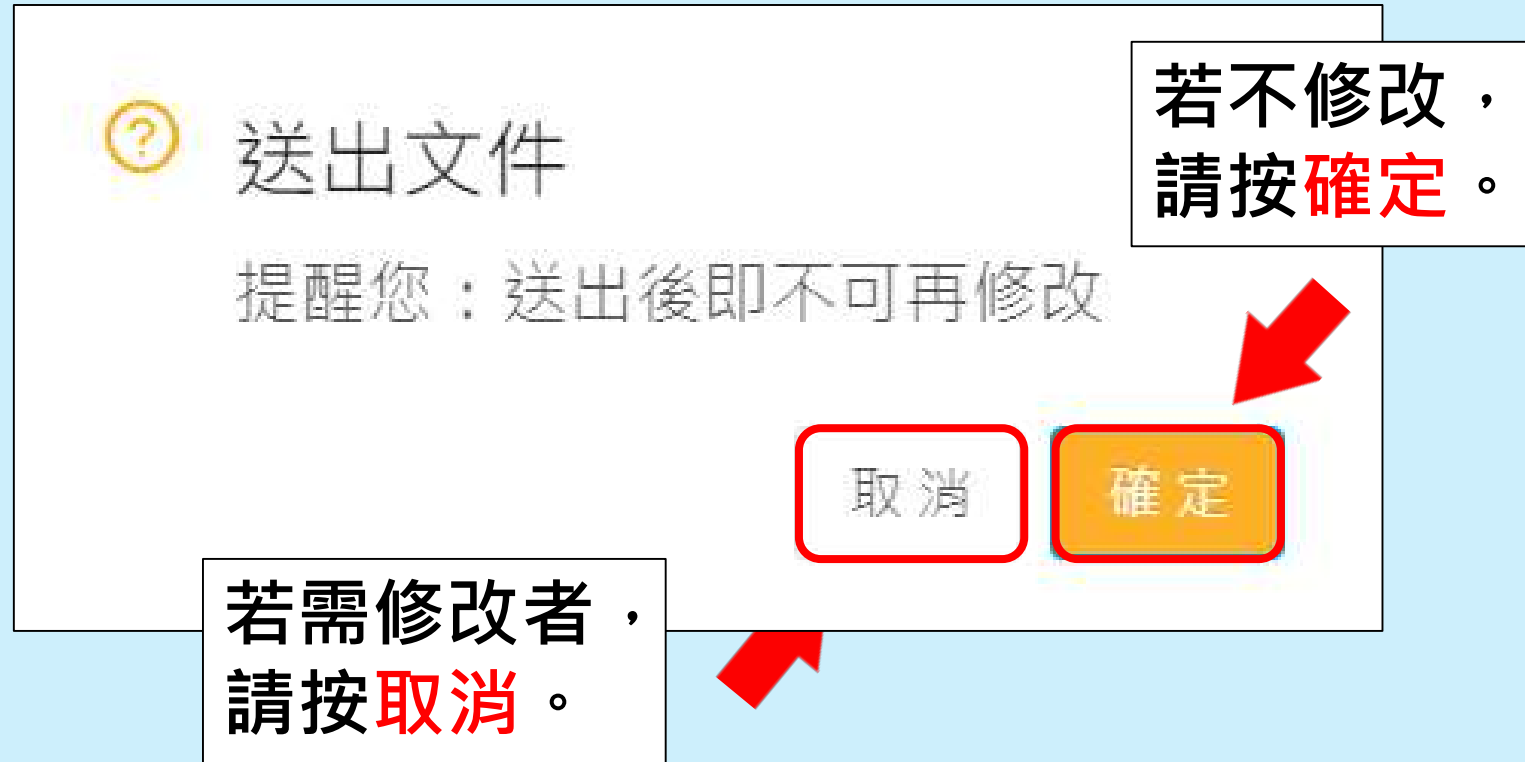 送出文件
提醒您：送出後即不可再修改
取消
確定
若不修改，
請按確定。
若需修改者，
請按取消。